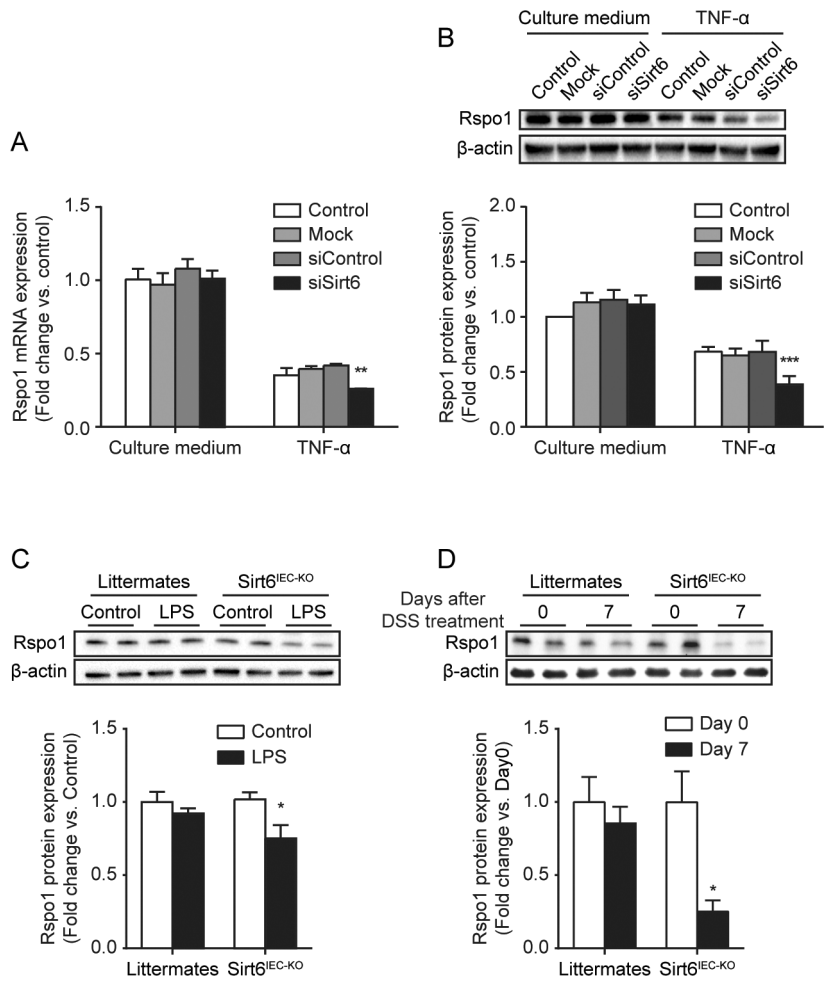 A
Rspo1 mRNA expression
(Fold change vs. control)
1.5
1.0
0.5
0.0
Control
Mock
siControl
siSirt6
**
Culture medium
TNF-α
B
Culture medium
TNF-α
Control
Mock
siControl
siSirt6
Control
Mock
siControl
siSirt6
Rspo1
β-actin
Rspo1 protein expression
(Fold change vs. control)
2.0
1.5
1.0
0.5
0.0
Control
Mock
siControl
siSirt6
***
Culture medium
TNF-α
C
Littermates
Sirt6IEC-KO
Control
LPS
Control
LPS
Rspo1
β-actin
Rspo1 protein expression
(Fold change vs. Control)
1.5
1.0
0.5
0.0
Control
LPS
*
Littermates
Sirt6IEC-KO
D
Littermates
Sirt6IEC-KO
Days after
DSS treatment
0
7
0
7
Rspo1
β-actin
Rspo1 protein expression
(Fold change vs. Day0)
1.5
1.0
0.5
0.0
Day 0
Day 7
*
Littermates
Sirt6IEC-KO